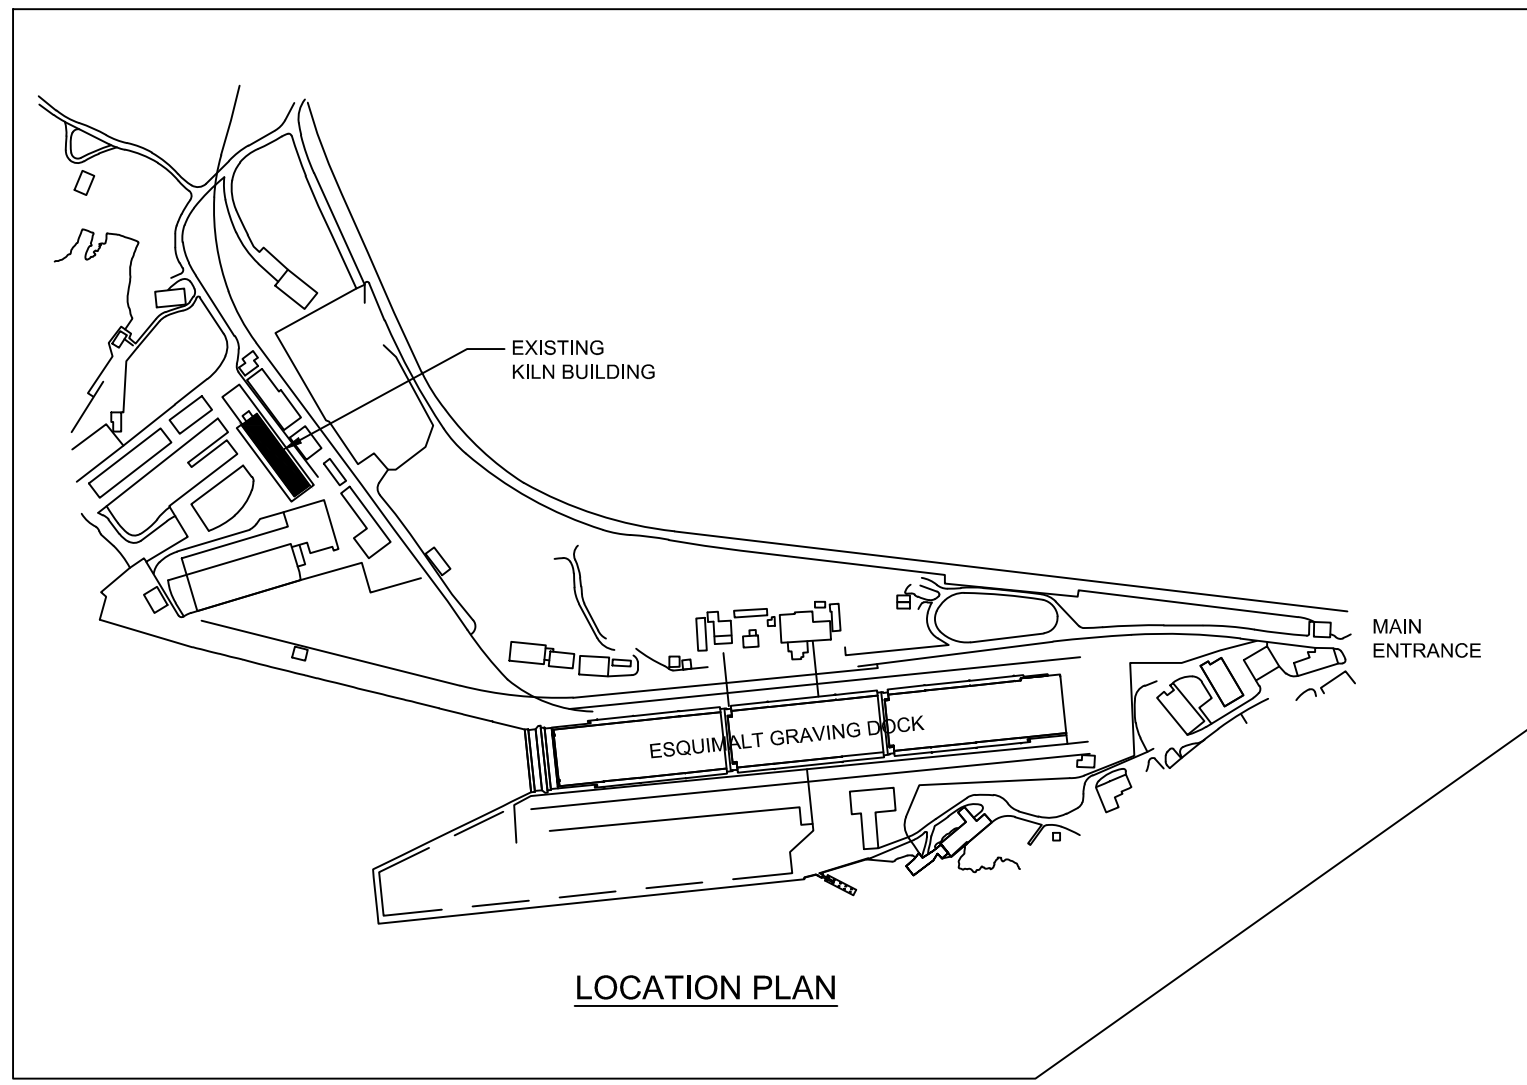 EXISTING
KILN BUILDING
MAIN
ENTRANCE
ESQUIMALT GRAVING DOCK
LOCATION PLAN